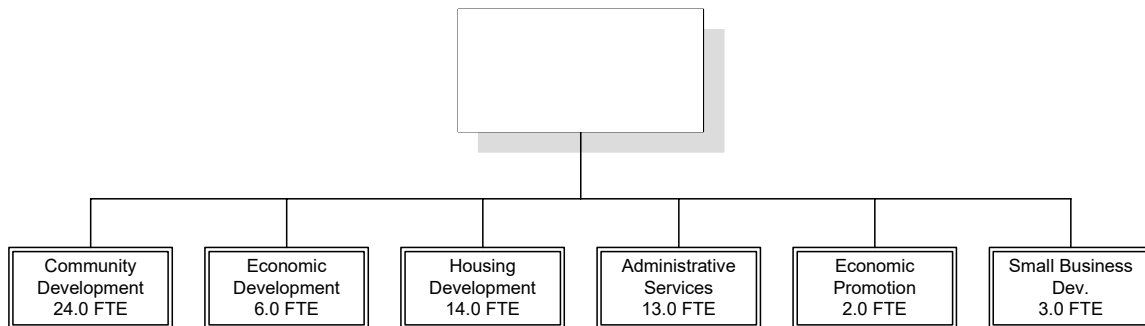 Community
Development
24.0 FTE
Economic
Development
6.0 FTE
Housing
Development
14.0 FTE
Administrative
Services
13.0 FTE
Economic
Promotion
2.0 FTE
Small Business
Dev.
3.0 FTE